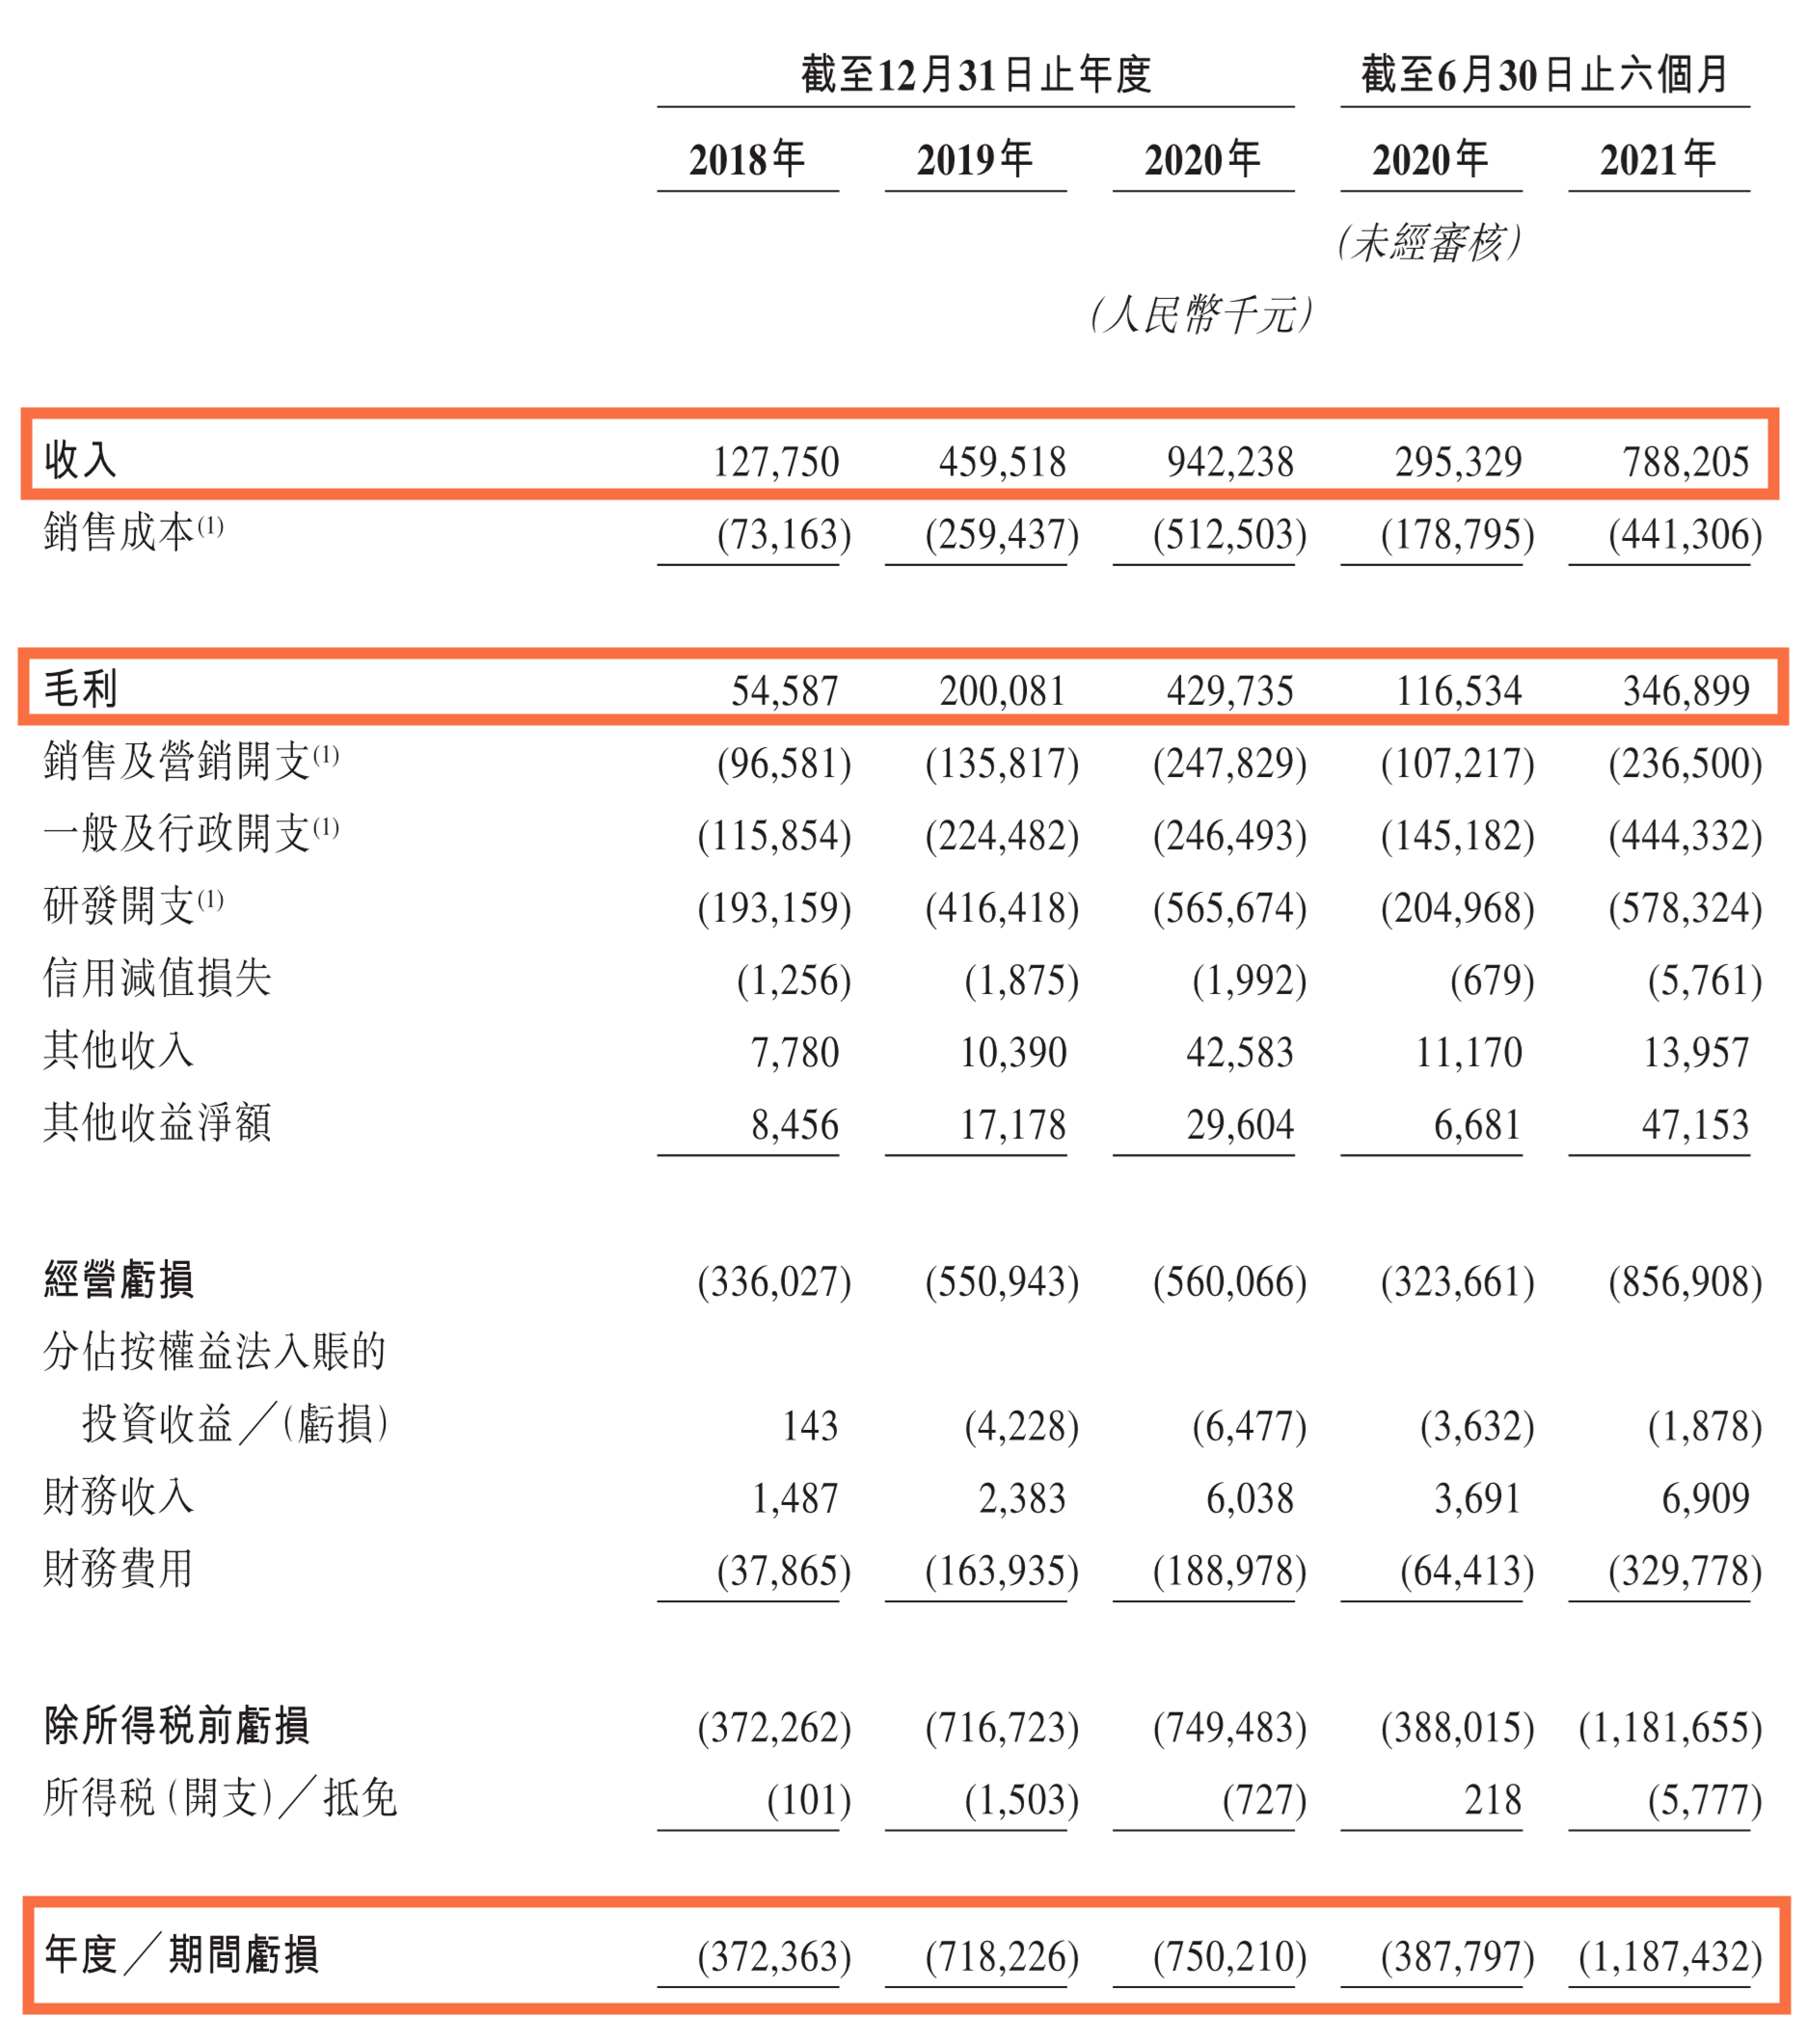 截至12月31日止年度 截至6月30日止六個月
2018年 2019年 2020年 2020年 2021年
(未經審核)
(人民幣千元)
收入 127,750 459,518 942,238 295,329 788,205
銷售成本(1) (73,163) (259,437) (512,503) (178,795) (441,306)
毛利 54,587 200,081 429,735 116,534 346,899
銷售及營銷開支(1) (96,581) (135,817) (247,829) (107,217) (236,500)
一般及行政開支(1) (115,854) (224,482) (246,493) (145,182) (444,332)
研發開支(1) (193,159) (416,418) (565,674) (204,968) (578,324)
信用減值損失 (1,256) (1,875) (1,992) (679) (5,761)
其他收入 7,780 10,390 42,583 11,170 13,957
其他收益淨額 8,456 17,178 29,604 6,681 47,153
經營虧損 (336,027) (550,943) (560,066) (323,661) (856,908)
分佔按權益法入賬的
投資收益／(虧損) 143 (4,228) (6,477) (3,632) (1,878)
財務收入 1,487 2,383 6,038 3,691 6,909
財務費用 (37,865) (163,935) (188,978) (64,413) (329,778)
除所得税前虧損 (372,262) (716,723) (749,483) (388,015) (1,181,655)
所得税(開支)／抵免 (101) (1,503) (727) 218 (5,777)
年度／期間虧損 (372,363) (718,226) (750,210) (387,797) (1,187,432)